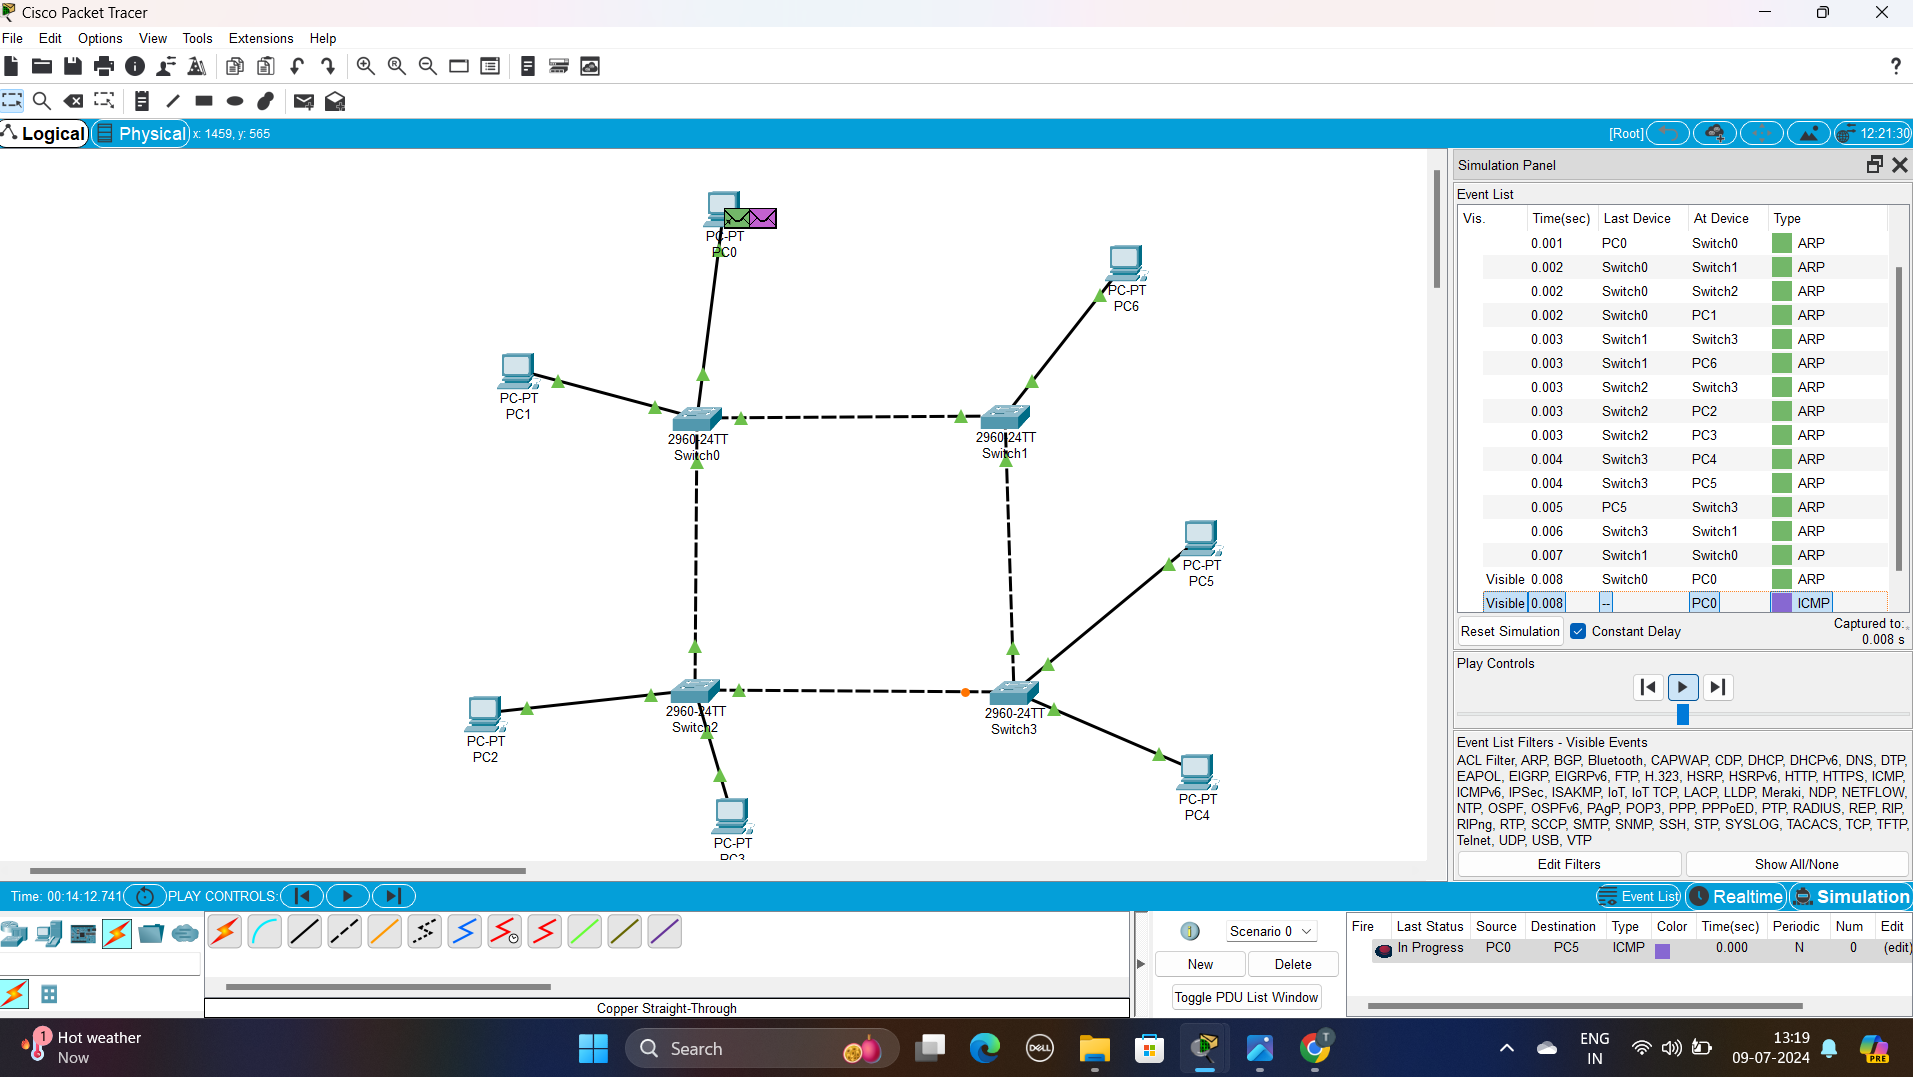 Cisco Packet Tracer
File Edit Options View Tools Extensions Help
Logical Physical x: 1459, y: 565 [Root] 12:21:30
Simulation Panel
Event List
Vis. Time(sec) Last Device At Device Type
0.001 PC0 Switch0 ARP
0.002 Switch0 Switch1 ARP
0.002 Switch0 Switch2 ARP
0.002 Switch0 PC1 ARP
0.003 Switch1 Switch3 ARP
0.003 Switch1 PC6 ARP
0.003 Switch2 Switch3 ARP
0.003 Switch2 PC2 ARP
0.003 Switch2 PC3 ARP
0.004 Switch3 PC4 ARP
0.004 Switch3 PC5 ARP
0.005 PC5 Switch3 ARP
0.006 Switch3 Switch1 ARP
0.007 Switch1 Switch0 ARP
Visible 0.008 Switch0 PC0 ARP
Visible 0.008 -- PC0 ICMP
Reset Simulation Constant Delay Captured to:
0.008 s
Play Controls
Event List Filters - Visible Events
ACL Filter, ARP, BGP, Bluetooth, CAPWAP, CDP, DHCP, DHCPv6, DNS, DTP,
EAPOL, EIGRP, EIGRPv6, FTP, H.323, HSRP, HSRPv6, HTTP, HTTPS, ICMP,
ICMPv6, IPSec, ISAKMP, IoT, IoT TCP, LACP, LLDP, Meraki, NDP, NETFLOW,
NTP, OSPF, OSPFv6, PAgP, POP3, PPP, PPPoED, PTP, RADIUS, REP, RIP,
RIPng, RTP, SCCP, SMTP, SNMP, SSH, STP, SYSLOG, TACACS, TCP, TFTP,
Telnet, UDP, USB, VTP
Edit Filters Show All/None
PC-PT
PC0
PC-PT
PC6
PC-PT
PC1
2960-24TT
Switch0
2960-24TT
Switch1
PC-PT
PC5
2960-24TT
Switch2
2960-24TT
Switch3
PC-PT
PC2
PC-PT
PC4
PC-PT
PC3
Time: 00:14:12.741 PLAY CONTROLS: Event List Realtime Simulation
Copper Straight-Through
Scenario 0
New Delete
Toggle PDU List Window
Fire Last Status Source Destination Type Color Time(sec) Periodic Num Edit
In Progress PC0 PC5 ICMP 0.000 N 0 (edit)
1 Hot weather
Now
Search
DELL
T
ENG
IN
13:19
09-07-2024
PRE